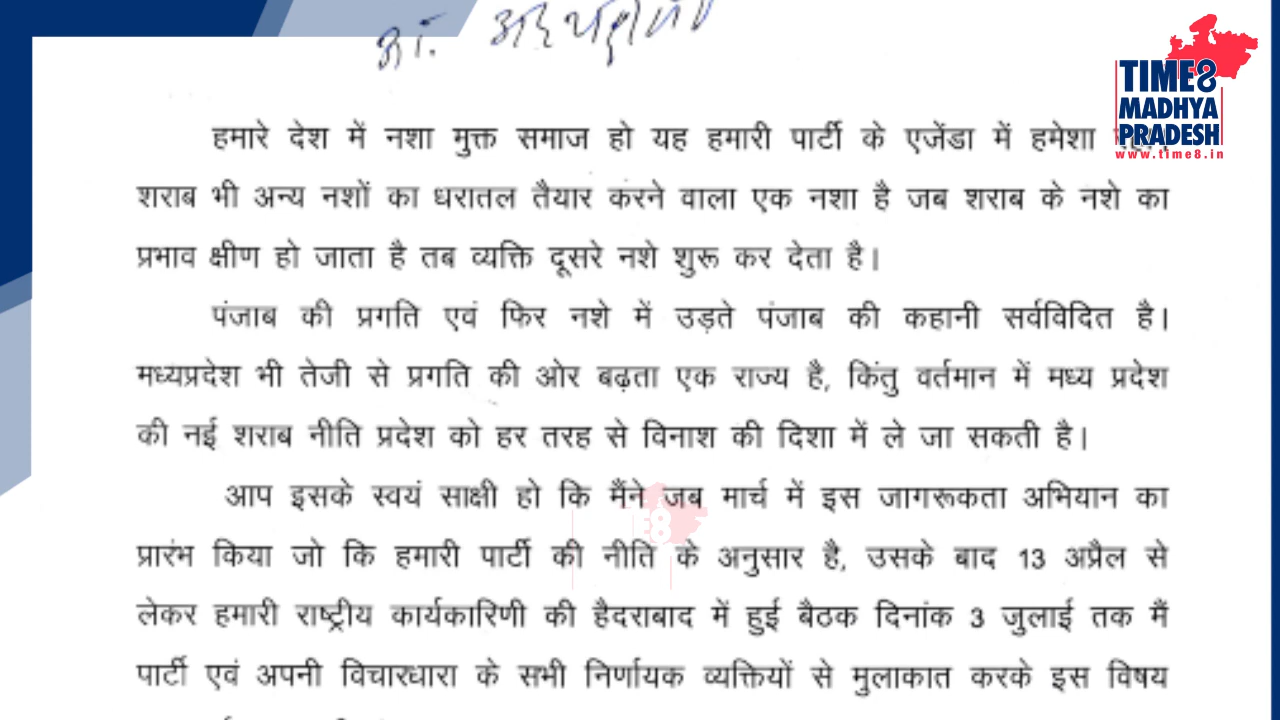 TIME8
MADHYA
PRADESH
www.time8.in
हमारे देश में नशा मुक्त समाज हो यह हमारी पार्टी के एजेंडा में हमेशा
शराब भी अन्य नशों का धरातल तैयार करने वाला एक नशा है जब शराब के नशे का
प्रभाव क्षीण हो जाता है तब व्यक्ति दूसरे नशे शुरू कर देता है।
पंजाब की प्रगति एवं फिर नशे में उड़ते पंजाब की कहानी सर्वविदित है।
मध्यप्रदेश भी तेजी से प्रगति की ओर बढ़ता एक राज्य है, किंतु वर्तमान में मध्य प्रदेश
की नई शराब नीति प्रदेश को हर तरह से विनाश की दिशा में ले जा सकती है।
आप इसके स्वयं साक्षी हो कि मैंने जब मार्च में इस जागरूकता अभियान का
प्रारंभ किया जो कि हमारी पार्टी की नीति के अनुसार है, उसके बाद 13 अप्रैल से
लेकर हमारी राष्ट्रीय कार्यकारिणी की हैदराबाद में हुई बैठक दिनांक 3 जुलाई तक मैं
पार्टी एवं अपनी विचारधारा के सभी निर्णायक व्यक्तियों से मुलाकात करके इस विषय